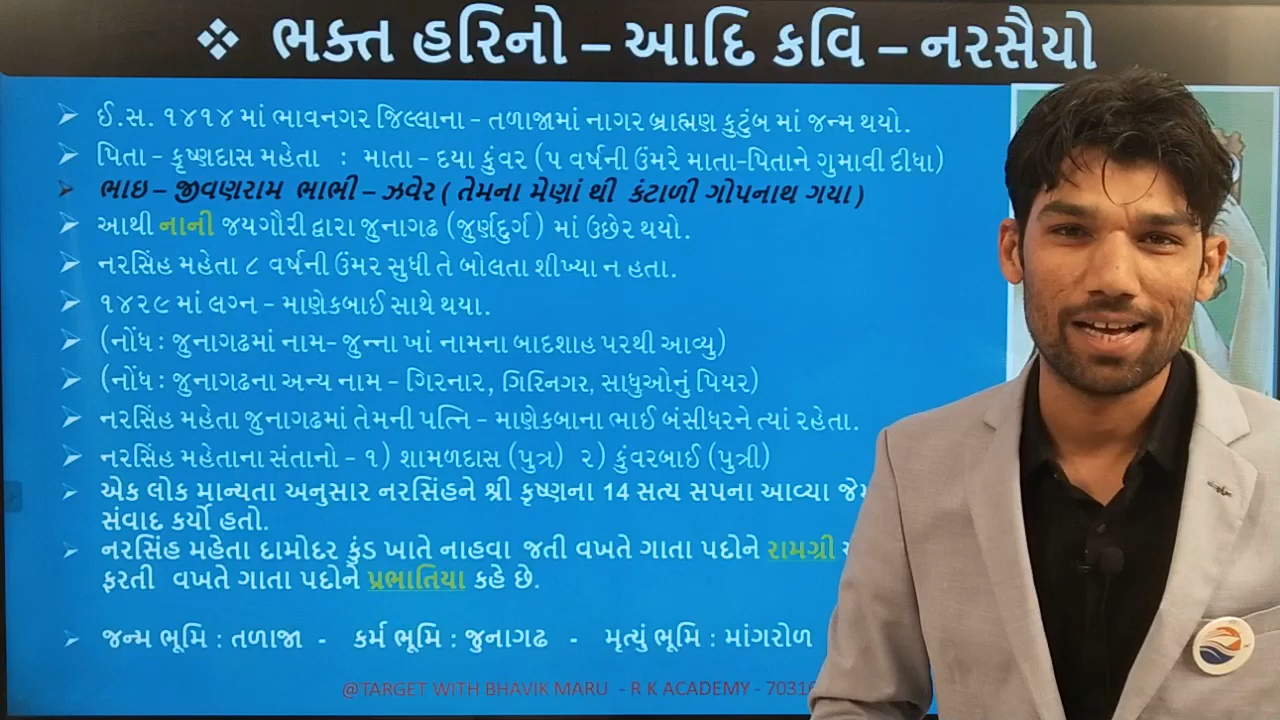 ❖ ભક્ત હરિનો – આદિ કવિ – નરસૈયો
➢ ઈ.સ. ૧૪૧૪ માં ભાવનગર જિલ્લાના - તળાજામાં નાગર બ્રાહ્મણ કુટુંબ માં જન્મ થયો.
➢ પિતા - કૃષ્ણદાસ મહેતા : માતા - દયા કુંવર (૫ વર્ષની ઉંમરે માતા-પિતાને ગુમાવી દીધા)
➢ ભાઇ – જીવણરામ ભાભી – ઝવેર ( તેમના મેણાં થી કંટાળી ગોપનાથ ગયા )
➢ આથી નાની જયગૌરી દ્વારા જુનાગઢ (જુર્ણદુર્ગ ) માં ઉછેર થયો.
➢ નરસિંહ મહેતા ૮ વર્ષની ઉંમર સુધી તે બોલતા શીખ્યા ન હતા.
➢ ૧૪૨૯ માં લગ્ન - માણેકબાઈ સાથે થયા.
➢ (નોંધ : જુનાગઢમાં નામ- જુન્ના ખાં નામના બાદશાહ પરથી આવ્યુ)
➢ (નોંધ : જુનાગઢના અન્ય નામ - ગિરનાર, ગિરિનગર, સાધુઓનું પિયર)
➢ નરસિંહ મહેતા જુનાગઢમાં તેમની પત્નિ - માણેકબાના ભાઈ બંસીધરને ત્યાં રહેતા.
➢ નરસિંહ મહેતાના સંતાનો - ૧) શામળદાસ (પુત્ર) ૨) કુંવરબાઈ (પુત્રી)
➢ એક લોક માન્યતા અનુસાર નરસિંહને શ્રી કૃષ્ણના 14 સત્ય સપના આવ્યા
સંવાદ કર્યો હતો.
➢ નરસિંહ મહેતા દામોદર કુંડ ખાતે નાહવા જતી વખતે ગાતા પદોને રામગ્રી
ફરતી વખતે ગાતા પદોને પ્રભાતિયા કહે છે.
➢ જન્મ ભૂમિ : તળાજા - કર્મ ભૂમિ : જુનાગઢ - મૃત્યું ભૂમિ : માંગરોળ
@TARGET WITH BHAVIK MARU - R K ACADEMY - 7031